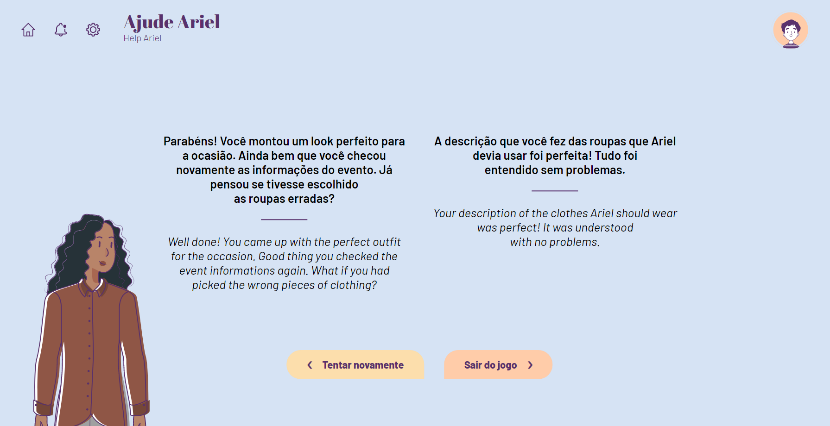 Ajude Ariel
Help Ariel
Parabéns! Você montou um look perfeito para
a ocasião. Ainda bem que você checou
novamente as informações do evento. Já
pensou se tivesse escolhido
as roupas erradas?
Well done! You came up with the perfect outfit
for the occasion. Good thing you checked the
event informations again. What if you had
picked the wrong pieces of clothing?
A descrição que você fez das roupas que Ariel
devia usar foi perfeita! Tudo foi
entendido sem problemas.
Your description of the clothes Ariel should wear
was perfect! It was understood
with no problems.
Tentar novamente
Sair do jogo